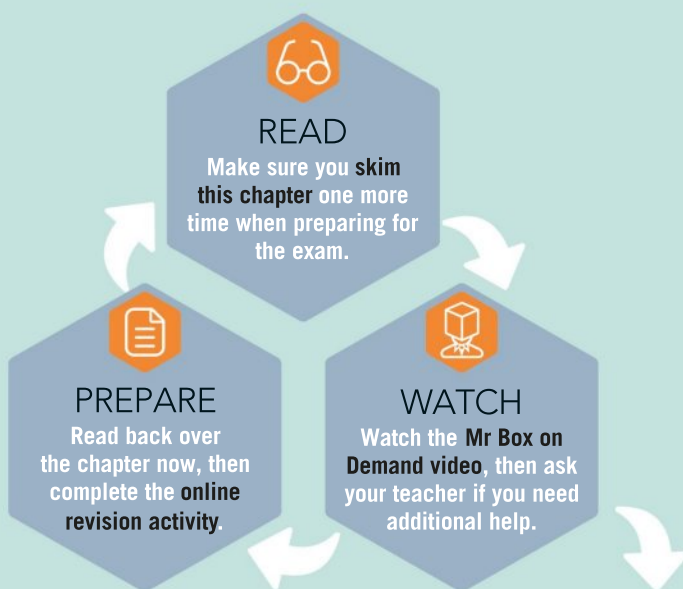 READ
Make sure you skim
this chapter one more
time when preparing for
the exam.
PREPARE
Read back over
the chapter now, then
complete the online
revision activity.
WATCH
Watch the Mr Box on
Demand video, then ask
your teacher if you need
additional help.